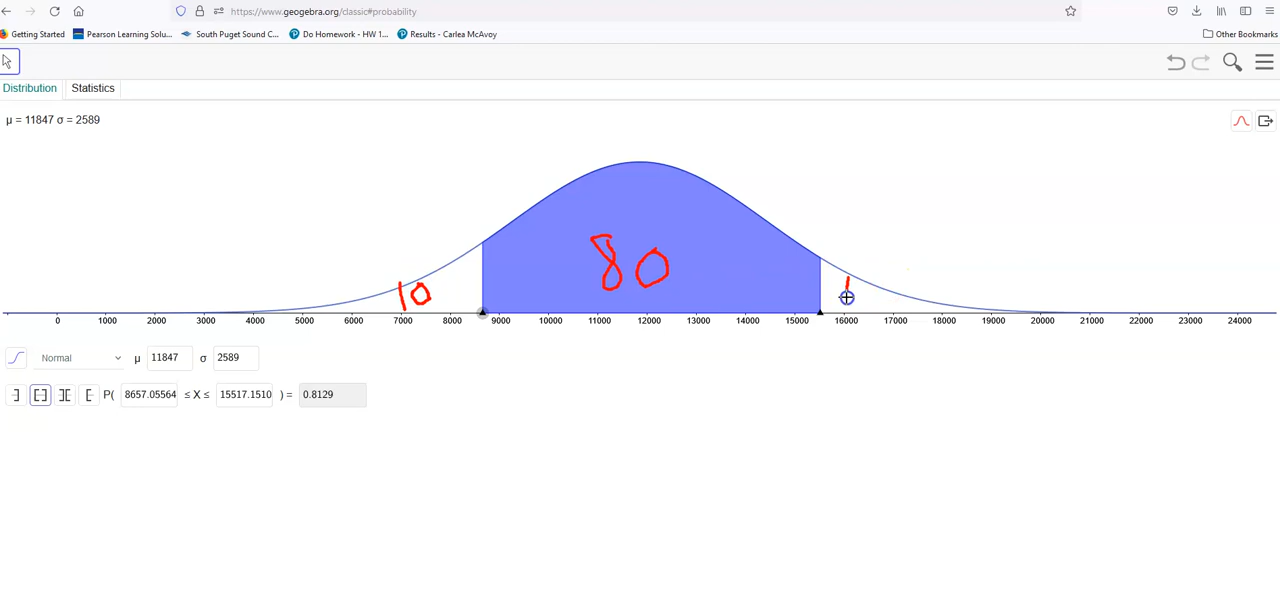 https://www.geogebra.org/classic#probability
Getting Started Pearson Learning Solu... South Puget Sound C... Do Homework - HW 1... Results - Carlea McAvoy Other Bookmarks
Distribution Statistics
μ = 11847 σ = 2589
80
10 1
0 1000 2000 3000 4000 5000 6000 7000 8000 9000 10000 11000 12000 13000 14000 15000 16000 17000 18000 19000 20000 21000 22000 23000 24000
Normal μ 11847 σ 2589
P( 8657.05564 ≤ X ≤ 15517.1510 ) = 0.8129